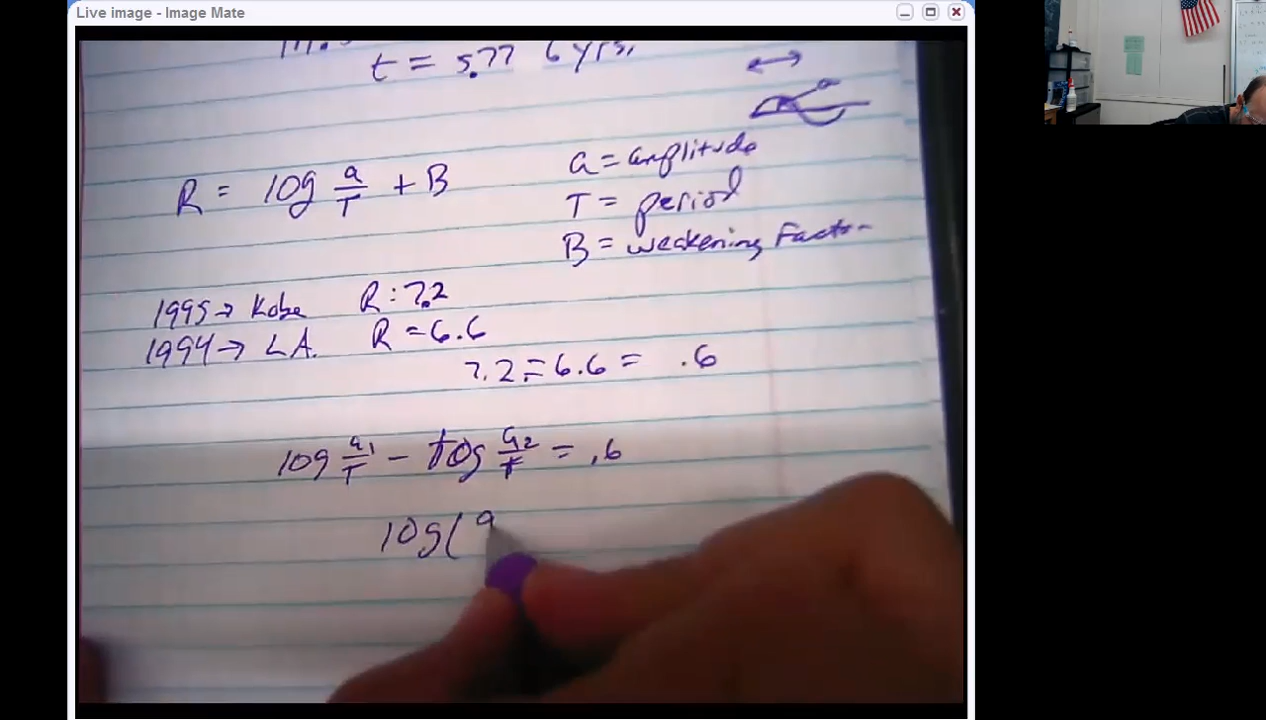 Live image - Image Mate
t = 5.77 6 yrs.
R = log a/T + B
a = amplitude
T = period
B = weakening Factor
1995 → Kobe R : 7.2
1994 → LA. R = 6.6
7.2 - 6.6 = .6
log a1/T - log a2/T = .6
log( a